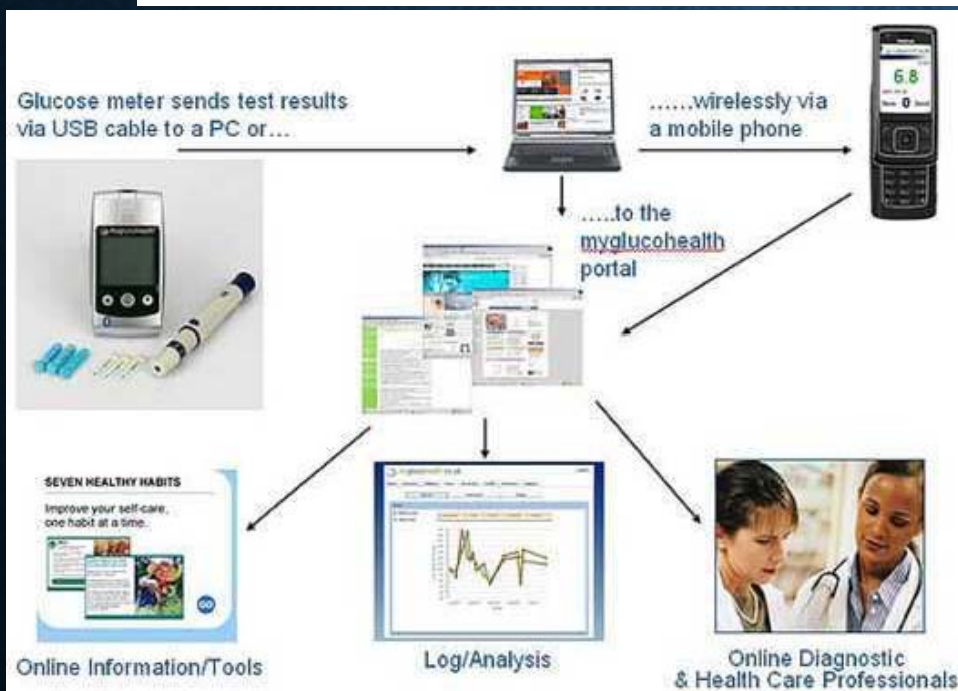 Glucose meter sends test results
via USB cable to a PC or...
......wirelessly via
a mobile phone
6.8
.....to the
myglucohealth
portal
SEVEN HEALTHY HABITS
Improve your self-care,
one habit at a time.
GO
Online Information/Tools
Log/Analysis
Online Diagnostic
& Health Care Professionals